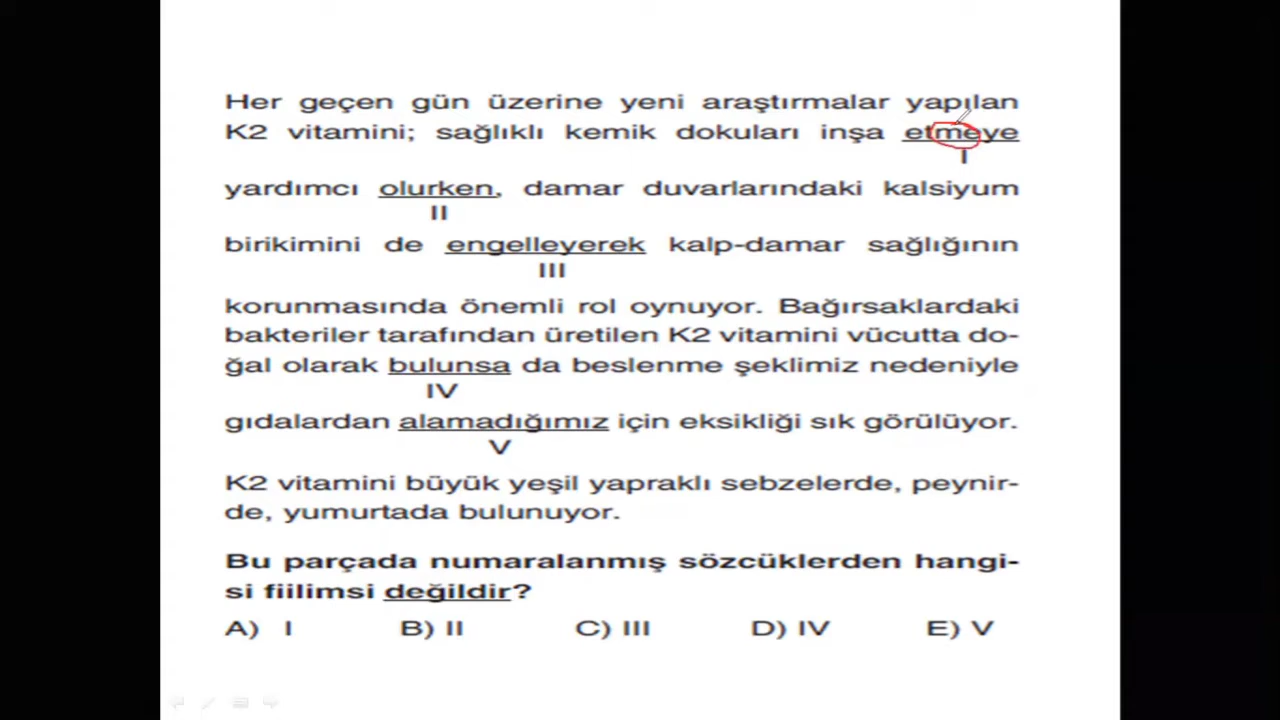 Her geçen gün üzerine yeni araştırmalar yapılan
K2 vitamini; sağlıklı kemik dokuları inşa etmeye
I
yardımcı olurken, damar duvarlarındaki kalsiyum
II
birikimini de engelleyerek kalp-damar sağlığının
III
korunmasında önemli rol oynuyor. Bağırsaklardaki
bakteriler tarafından üretilen K2 vitamini vücutta do-
ğal olarak bulunsa da beslenme şeklimiz nedeniyle
IV
gıdalardan alamadığımız için eksikliği sık görülüyor.
V
K2 vitamini büyük yeşil yapraklı sebzelerde, peynir-
de, yumurtada bulunuyor.
Bu parçada numaralanmış sözcüklerden hangi-
si fiilimsi değildir?
A) I B) II C) III D) IV E) V